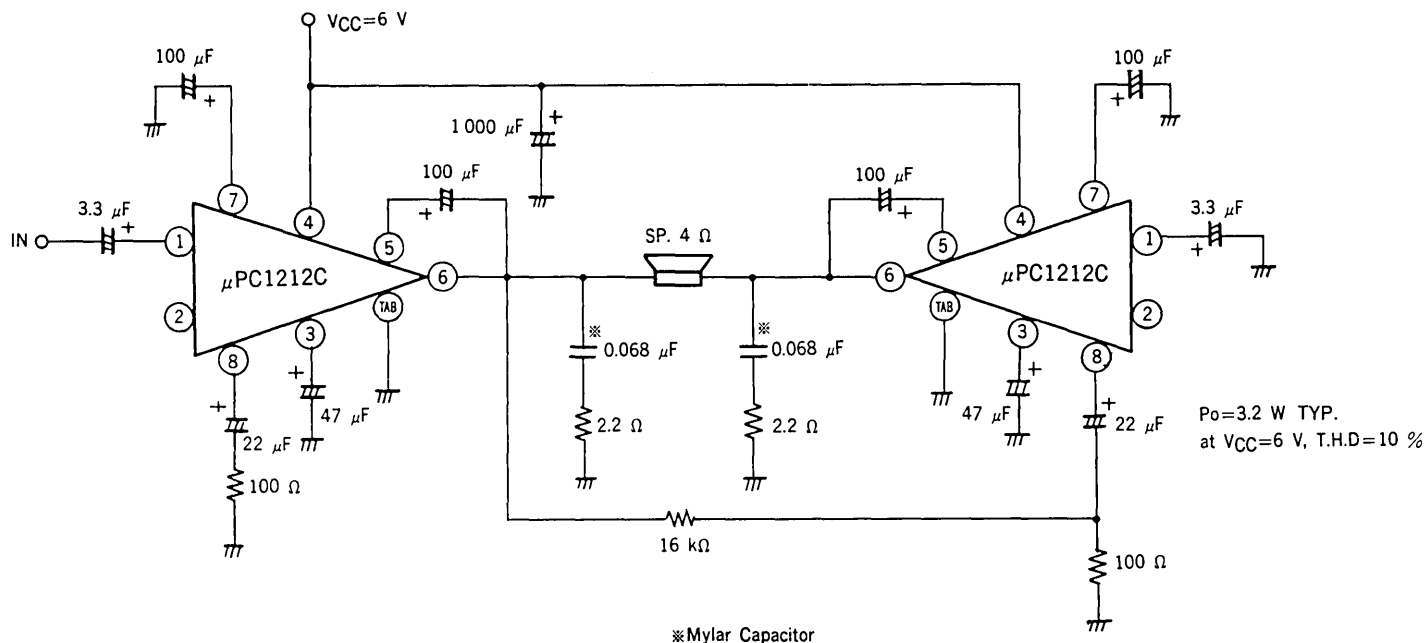 VCC=6 V
100 μF
+
100 μF
+
1 000 μF
+
7
7
100 μF
+
100 μF
+
3.3 μF
+
4
4
3.3 μF
+
IN
1
5
SP. 4 Ω
5
1
μPC1212C
6
6
μPC1212C
2
TAB
TAB
2
3
3
8
8
※
0.068 μF
※
0.068 μF
+
47 μF
+
22 μF
2.2 Ω
2.2 Ω
+
47 μF
+
22 μF
Po=3.2 W TYP.
at VCC=6 V, T.H.D=10 %
100 Ω
16 kΩ
100 Ω
※Mylar Capacitor